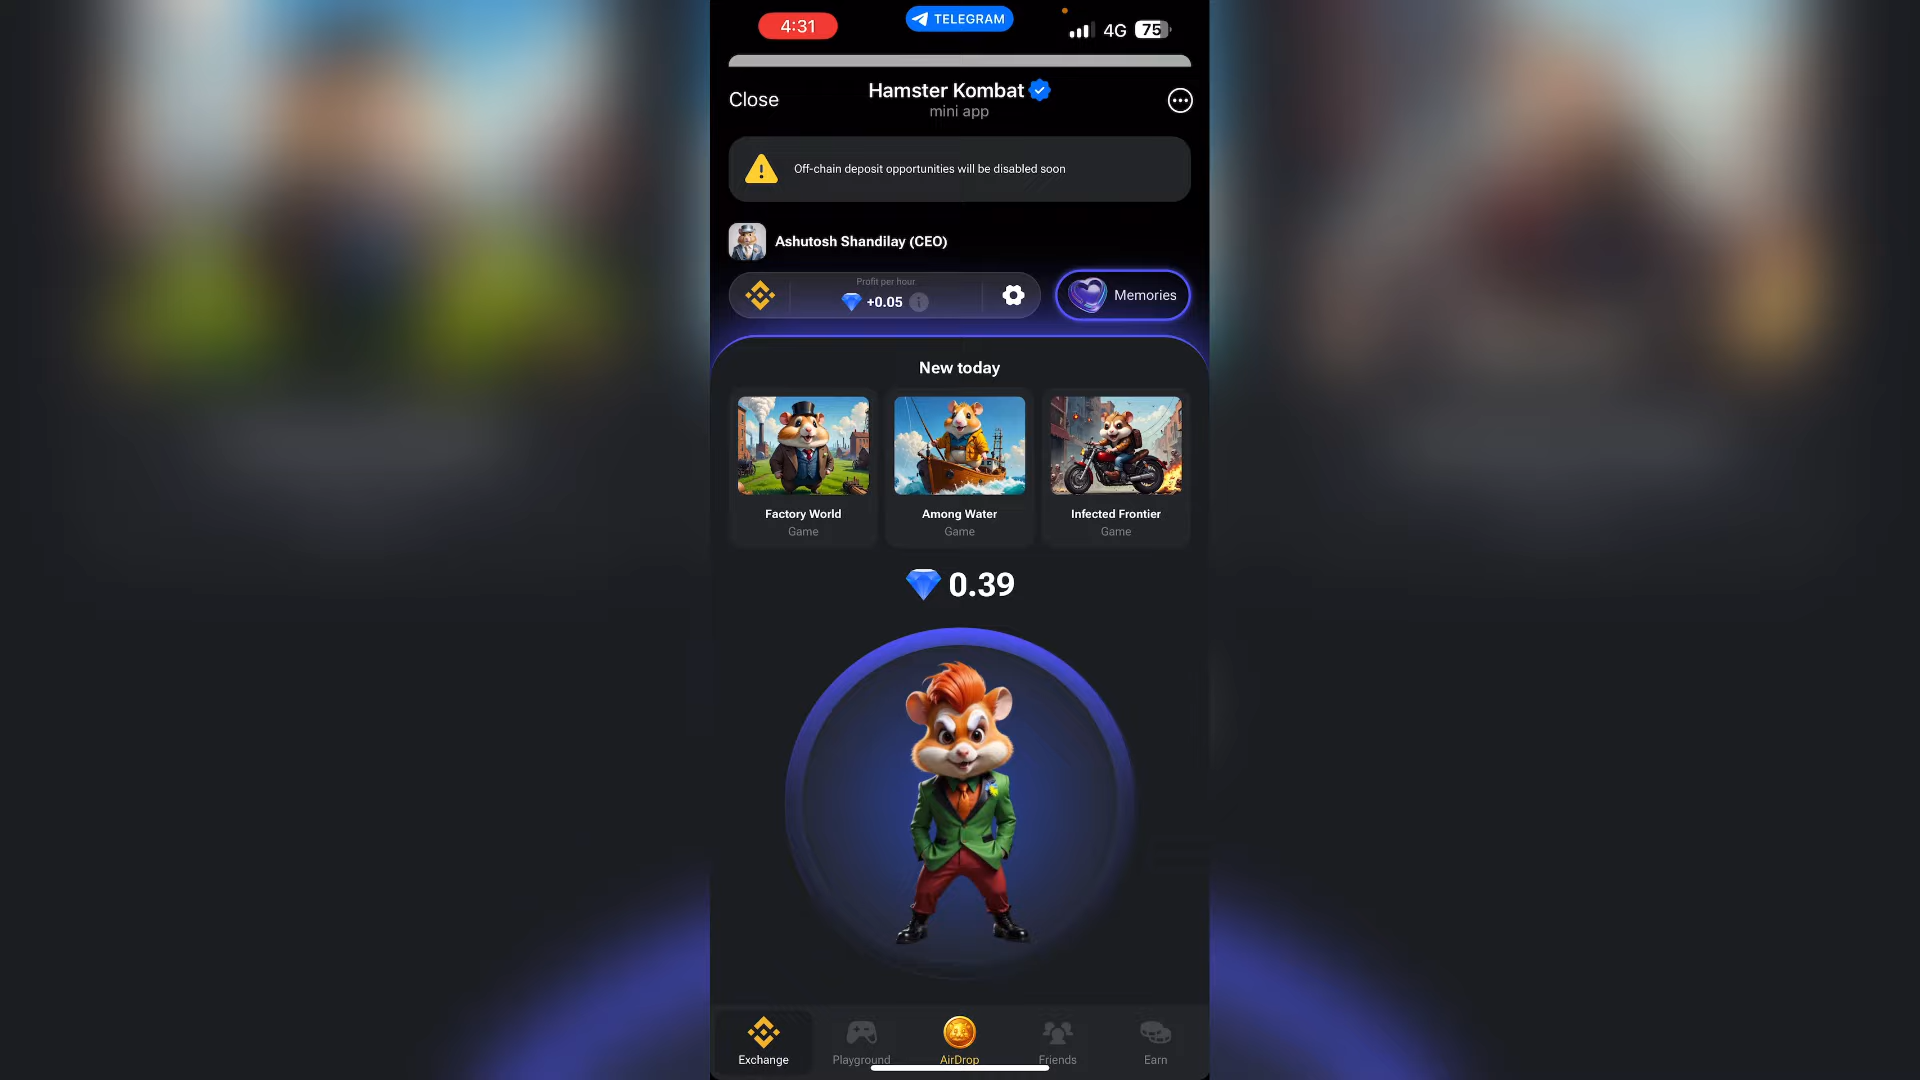 4:31
TELEGRAM
4G
75
Close
Hamster Kombat
mini app
Off-chain deposit opportunities will be disabled soon
Ashutosh Shandilay (CEO)
Profit per hour
+0.05
Memories
New today
Factory World
Game
Among Water
Game
Infected Frontier
Game
0.39
Exchange
Playground
AirDrop
Friends
Earn